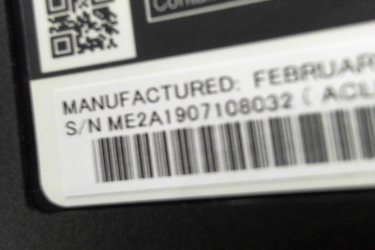 MANUFACTURED: FEBRUAR
S/N ME2A1907108032 ( ACL